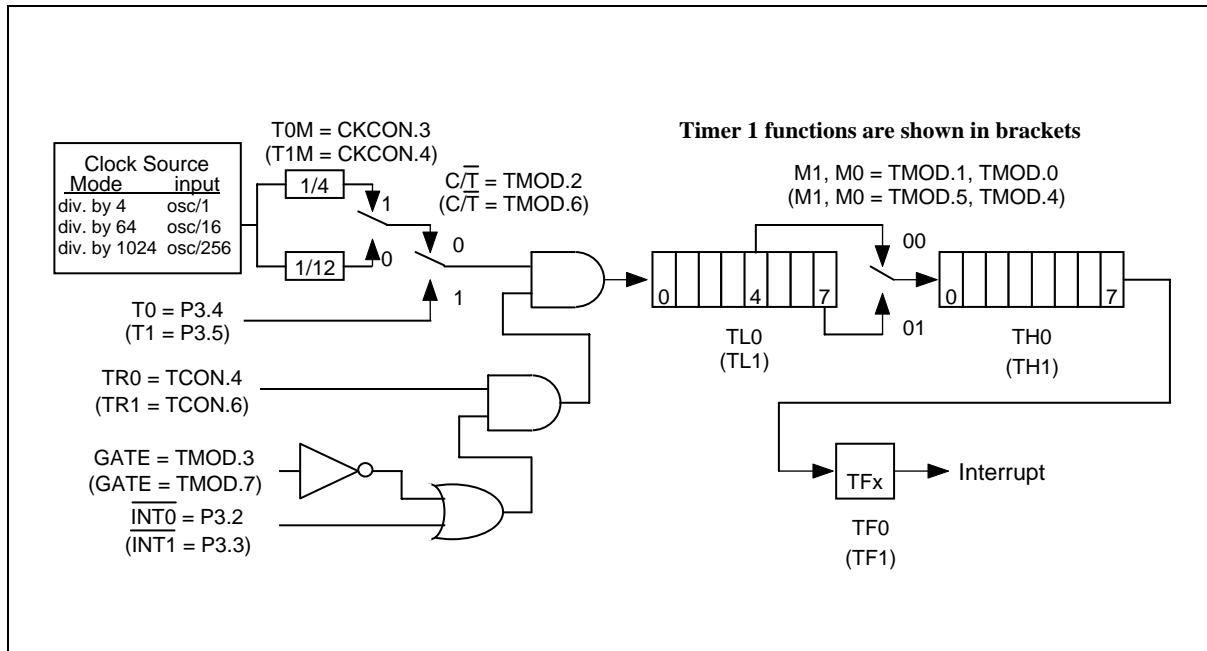 T0M = CKCON.3
(T1M = CKCON.4)
Timer 1 functions are shown in brackets
Clock Source
Mode input
div. by 4 osc/1
div. by 64 osc/16
div. by 1024 osc/256
1/4
1
1/12
0
C/T̅ = TMOD.2
(C/T̅ = TMOD.6)
0
1
M1, M0 = TMOD.1, TMOD.0
(M1, M0 = TMOD.5, TMOD.4)
00
01
0 4 7
TL0
(TL1)
0 7
TH0
(TH1)
T0 = P3.4
(T1 = P3.5)
TR0 = TCON.4
(TR1 = TCON.6)
GATE = TMOD.3
(GATE = TMOD.7)
I̅N̅T̅0̅ = P3.2
(I̅N̅T̅1̅ = P3.3)
TFx
Interrupt
TF0
(TF1)